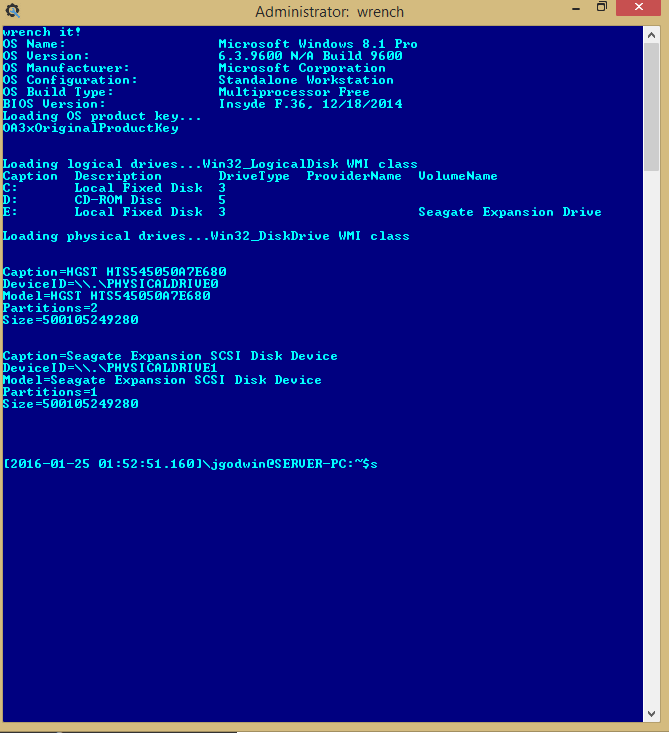 Administrator: wrench
wrench it!
OS Name: Microsoft Windows 8.1 Pro
OS Version: 6.3.9600 N/A Build 9600
OS Manufacturer: Microsoft Corporation
OS Configuration: Standalone Workstation
OS Build Type: Multiprocessor Free
BIOS Version: Insyde F.36, 12/18/2014
Loading OS product key...
OA3xOriginalProductKey
Loading logical drives...Win32_LogicalDisk WMI class
Caption Description DriveType ProviderName VolumeName
C: Local Fixed Disk 3
D: CD-ROM Disc 5
E: Local Fixed Disk 3 Seagate Expansion Drive
Loading physical drives...Win32_DiskDrive WMI class
Caption=HGST HTS545050A7E680
DeviceID=\\.\PHYSICALDRIVE0
Model=HGST HTS545050A7E680
Partitions=2
Size=500105249280
Caption=Seagate Expansion SCSI Disk Device
DeviceID=\\.\PHYSICALDRIVE1
Model=Seagate Expansion SCSI Disk Device
Partitions=1
Size=500105249280
[2016-01-25 01:52:51.160]\jgodwin@SERVER-PC:~$s